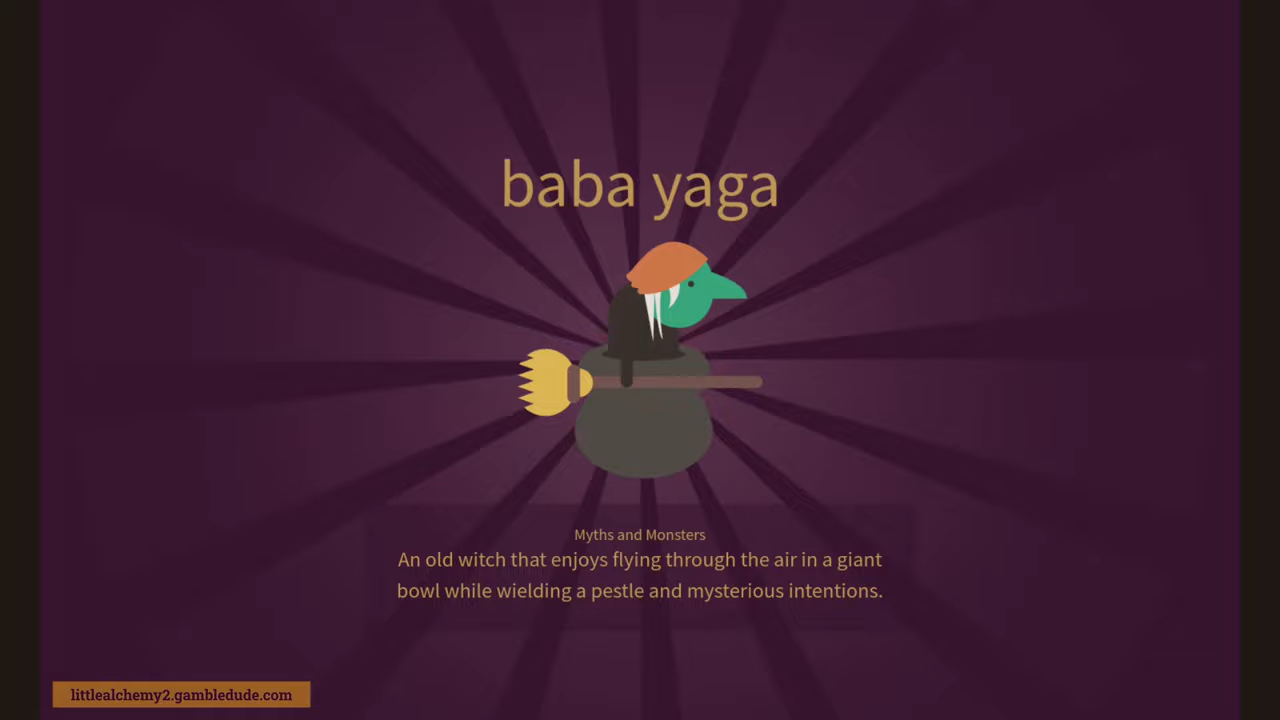 baba yaga
Myths and Monsters
An old witch that enjoys flying through the air in a giant
bowl while wielding a pestle and mysterious intentions.
littlealchemy2.gambledude.com